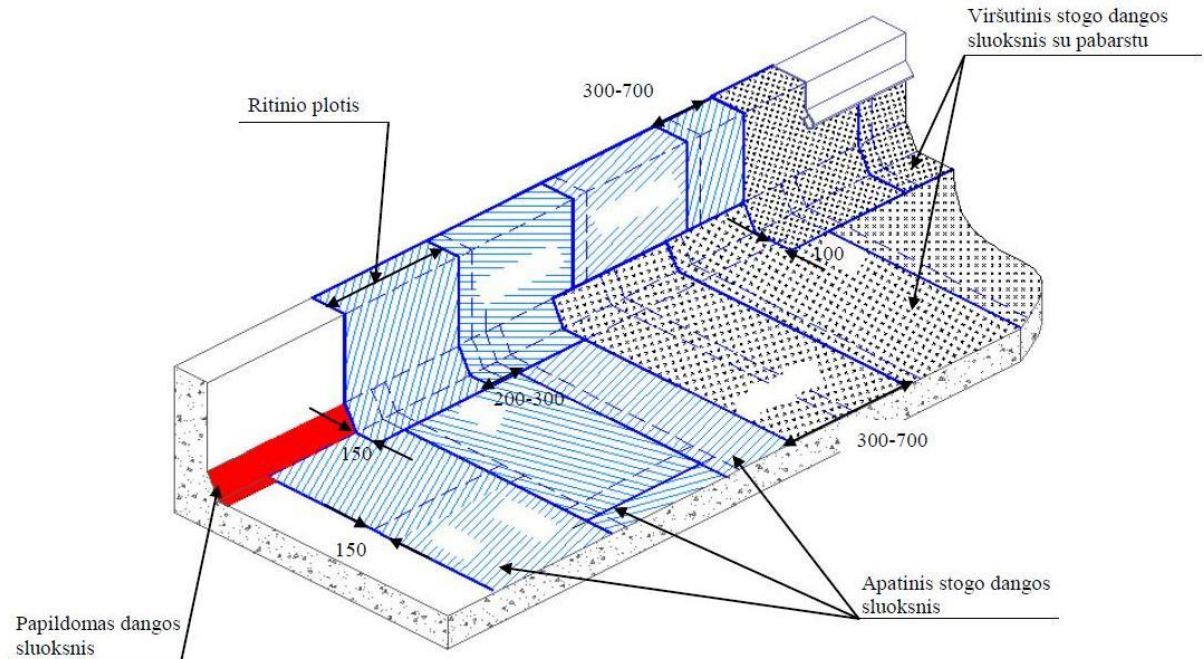 Viršutinis stogo dangos
sluoksnis su pabarstu
300-700
Ritinio plotis
100
200-300
300-700
150
150
Apatinis stogo dangos
sluoksnis
Papildomas dangos
sluoksnis